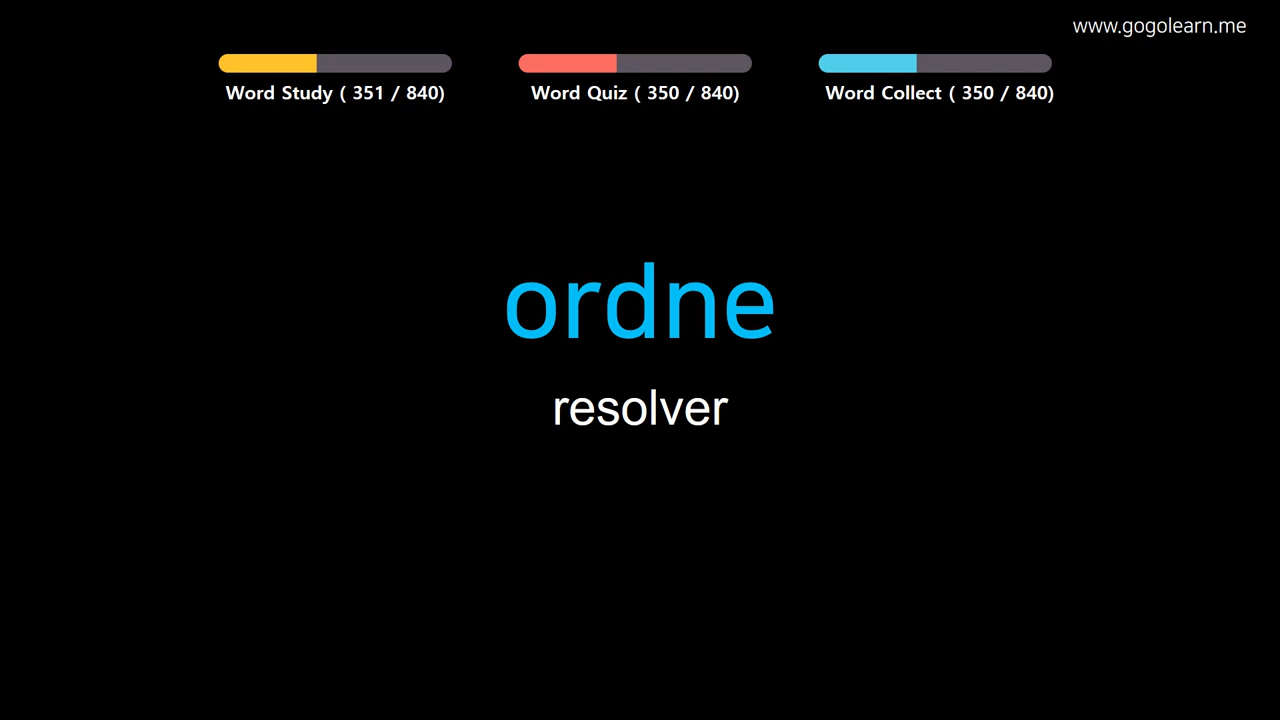 www.gogolearn.me
Word Study ( 351 / 840)
Word Quiz ( 350 / 840)
Word Collect ( 350 / 840)
ordne
resolver